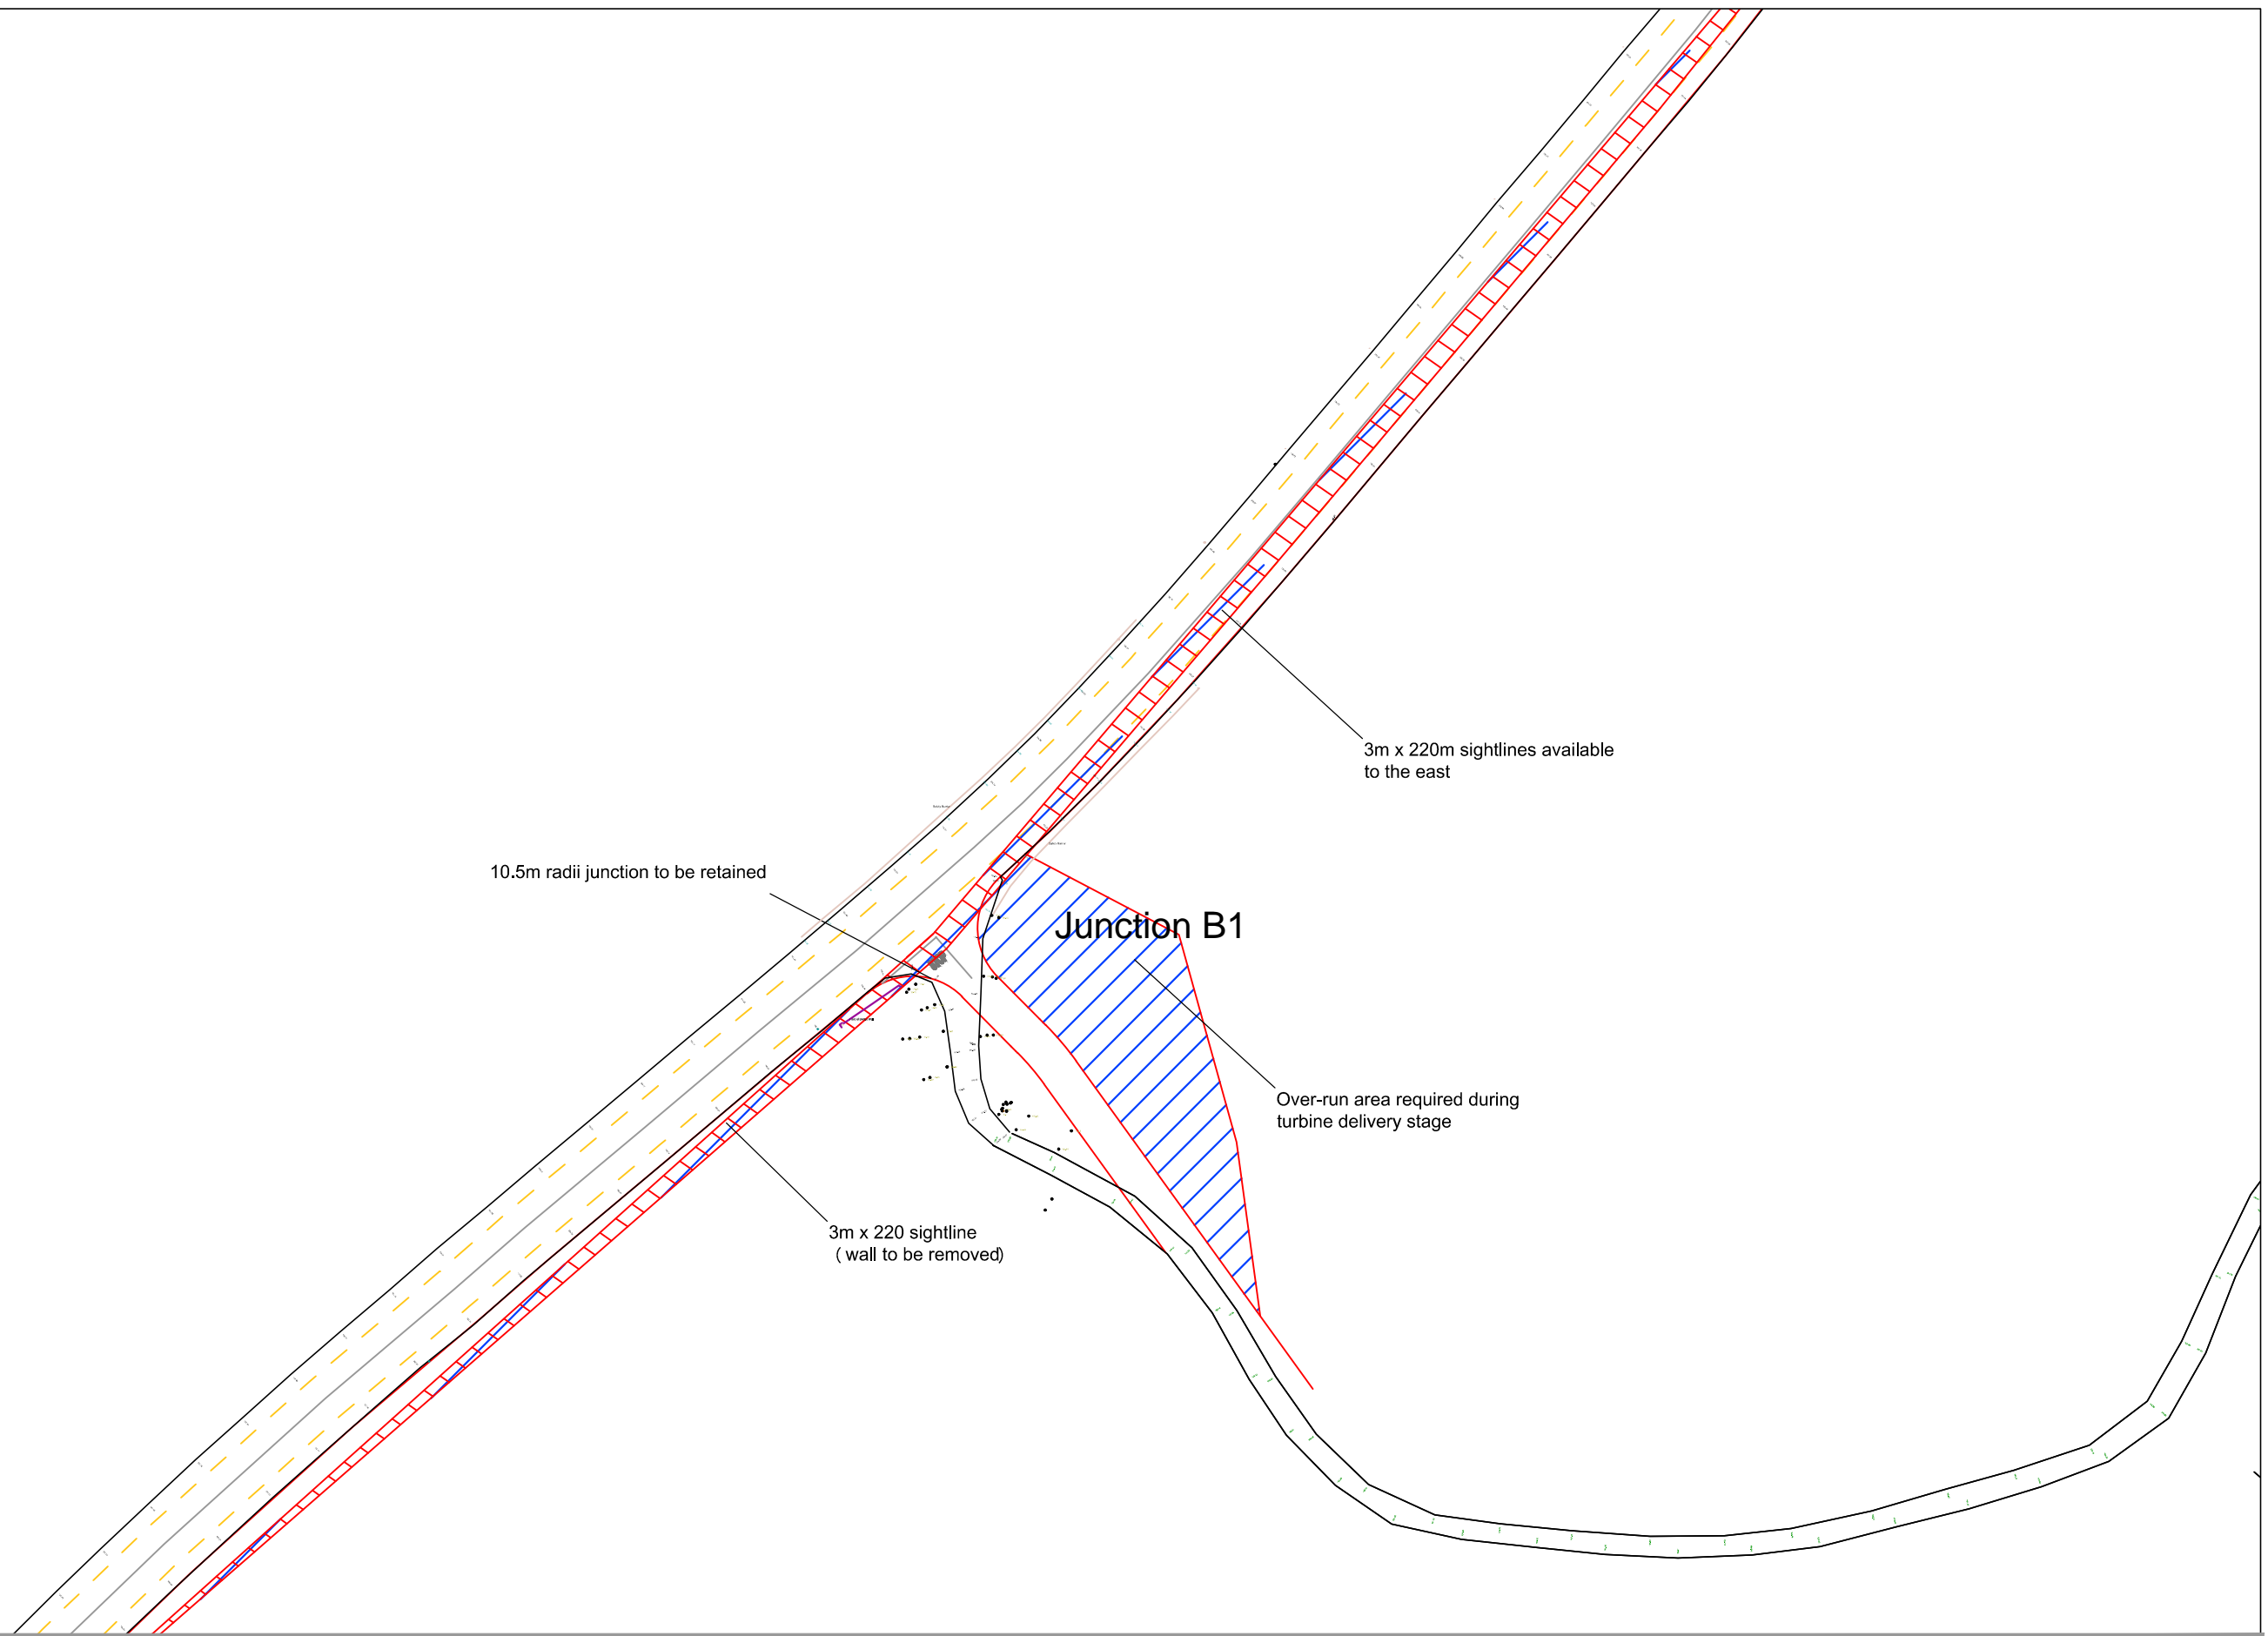 3m x 220m sightlines available
to the east
10.5m radii junction to be retained
Junction B1
Over-run area required during
turbine delivery stage
3m x 220 sightline
( wall to be removed)